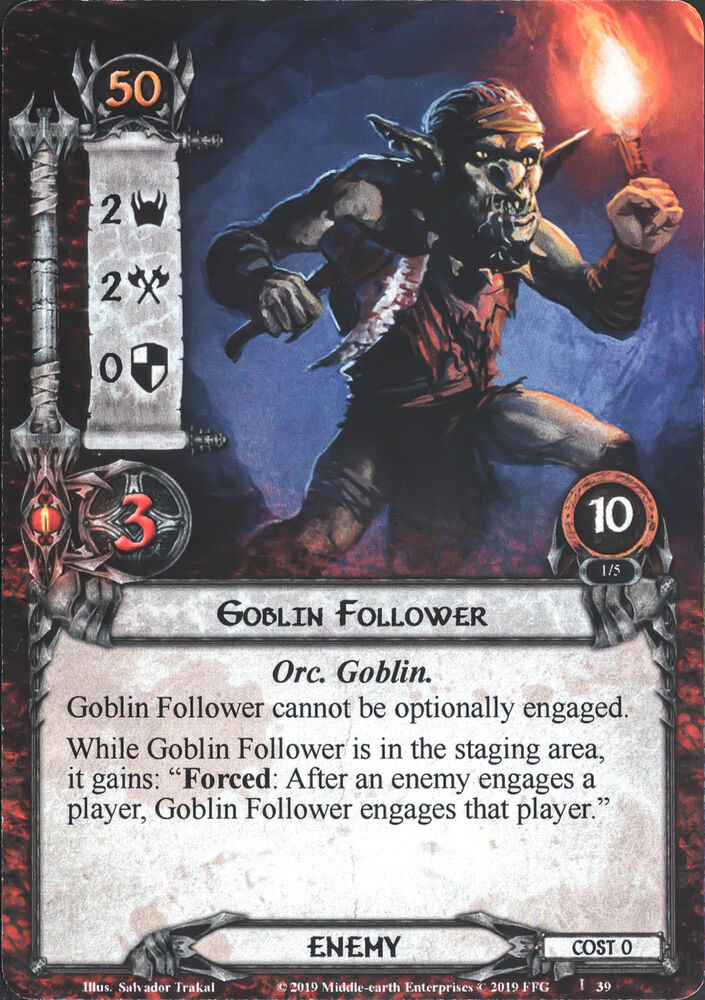 50
2
2
0
3
10
1/5
Goblin Follower
Orc. Goblin.
Goblin Follower cannot be optionally engaged.
While Goblin Follower is in the staging area,
it gains: “Forced: After an enemy engages a
player, Goblin Follower engages that player.”
ENEMY
COST 0
Illus. Salvador Trakal © 2019 Middle-earth Enterprises © 2019 FFG 39